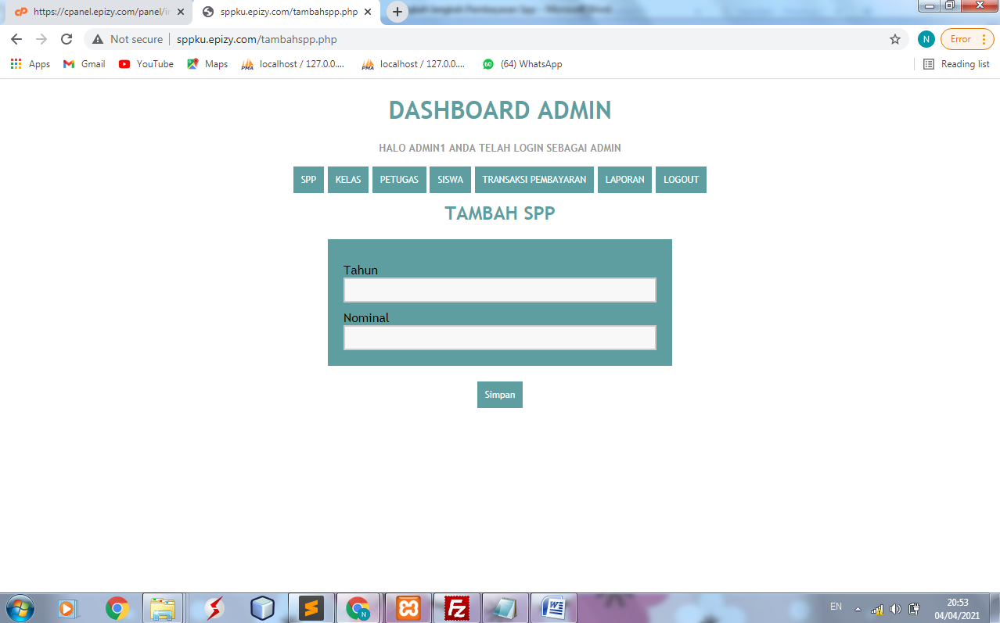 https://cpanel.epizy.com/panel/in
sppku.epizy.com/tambahspp.php
Not secure
sppku.epizy.com/tambahspp.php
N
Error
Apps
Gmail
YouTube
Maps
localhost / 127.0.0....
localhost / 127.0.0....
(64) WhatsApp
Reading list
DASHBOARD ADMIN
HALO ADMIN1 ANDA TELAH LOGIN SEBAGAI ADMIN
SPP KELAS PETUGAS SISWA TRANSAKSI PEMBAYARAN LAPORAN LOGOUT
TAMBAH SPP
Tahun
Nominal
Simpan
EN
20:53
04/04/2021